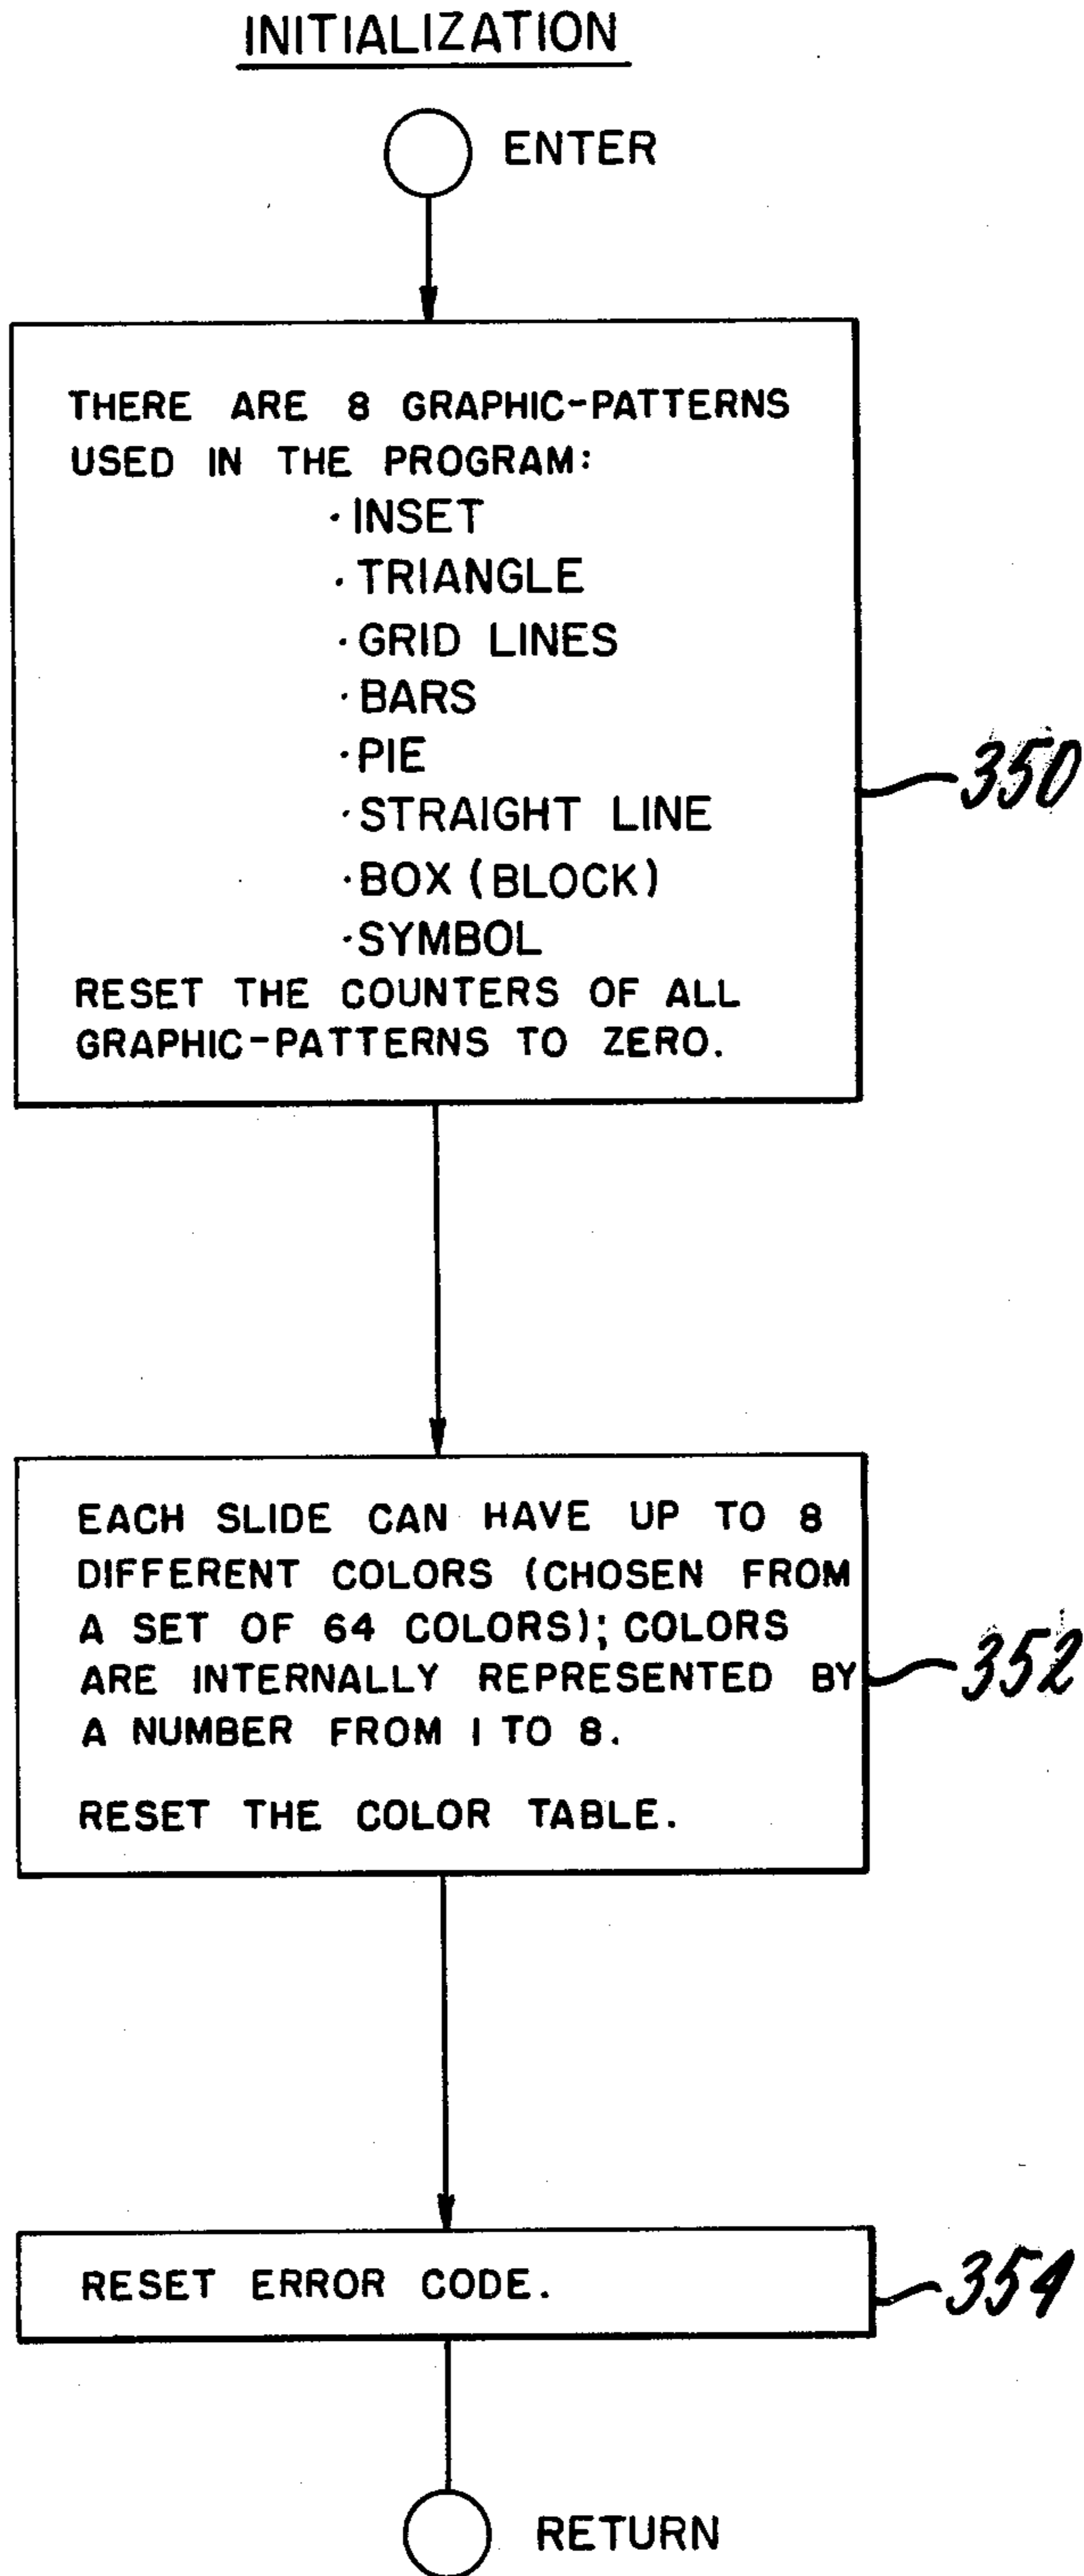 INITIALIZATION
ENTER
THERE ARE 8 GRAPHIC-PATTERNS
USED IN THE PROGRAM:
· INSET
· TRIANGLE
· GRID LINES
· BARS
· PIE
· STRAIGHT LINE
· BOX (BLOCK)
· SYMBOL
RESET THE COUNTERS OF ALL
GRAPHIC-PATTERNS TO ZERO.
350
EACH SLIDE CAN HAVE UP TO 8
DIFFERENT COLORS (CHOSEN FROM
A SET OF 64 COLORS); COLORS
ARE INTERNALLY REPRESENTED BY
A NUMBER FROM 1 TO 8.
RESET THE COLOR TABLE.
352
RESET ERROR CODE.
354
RETURN